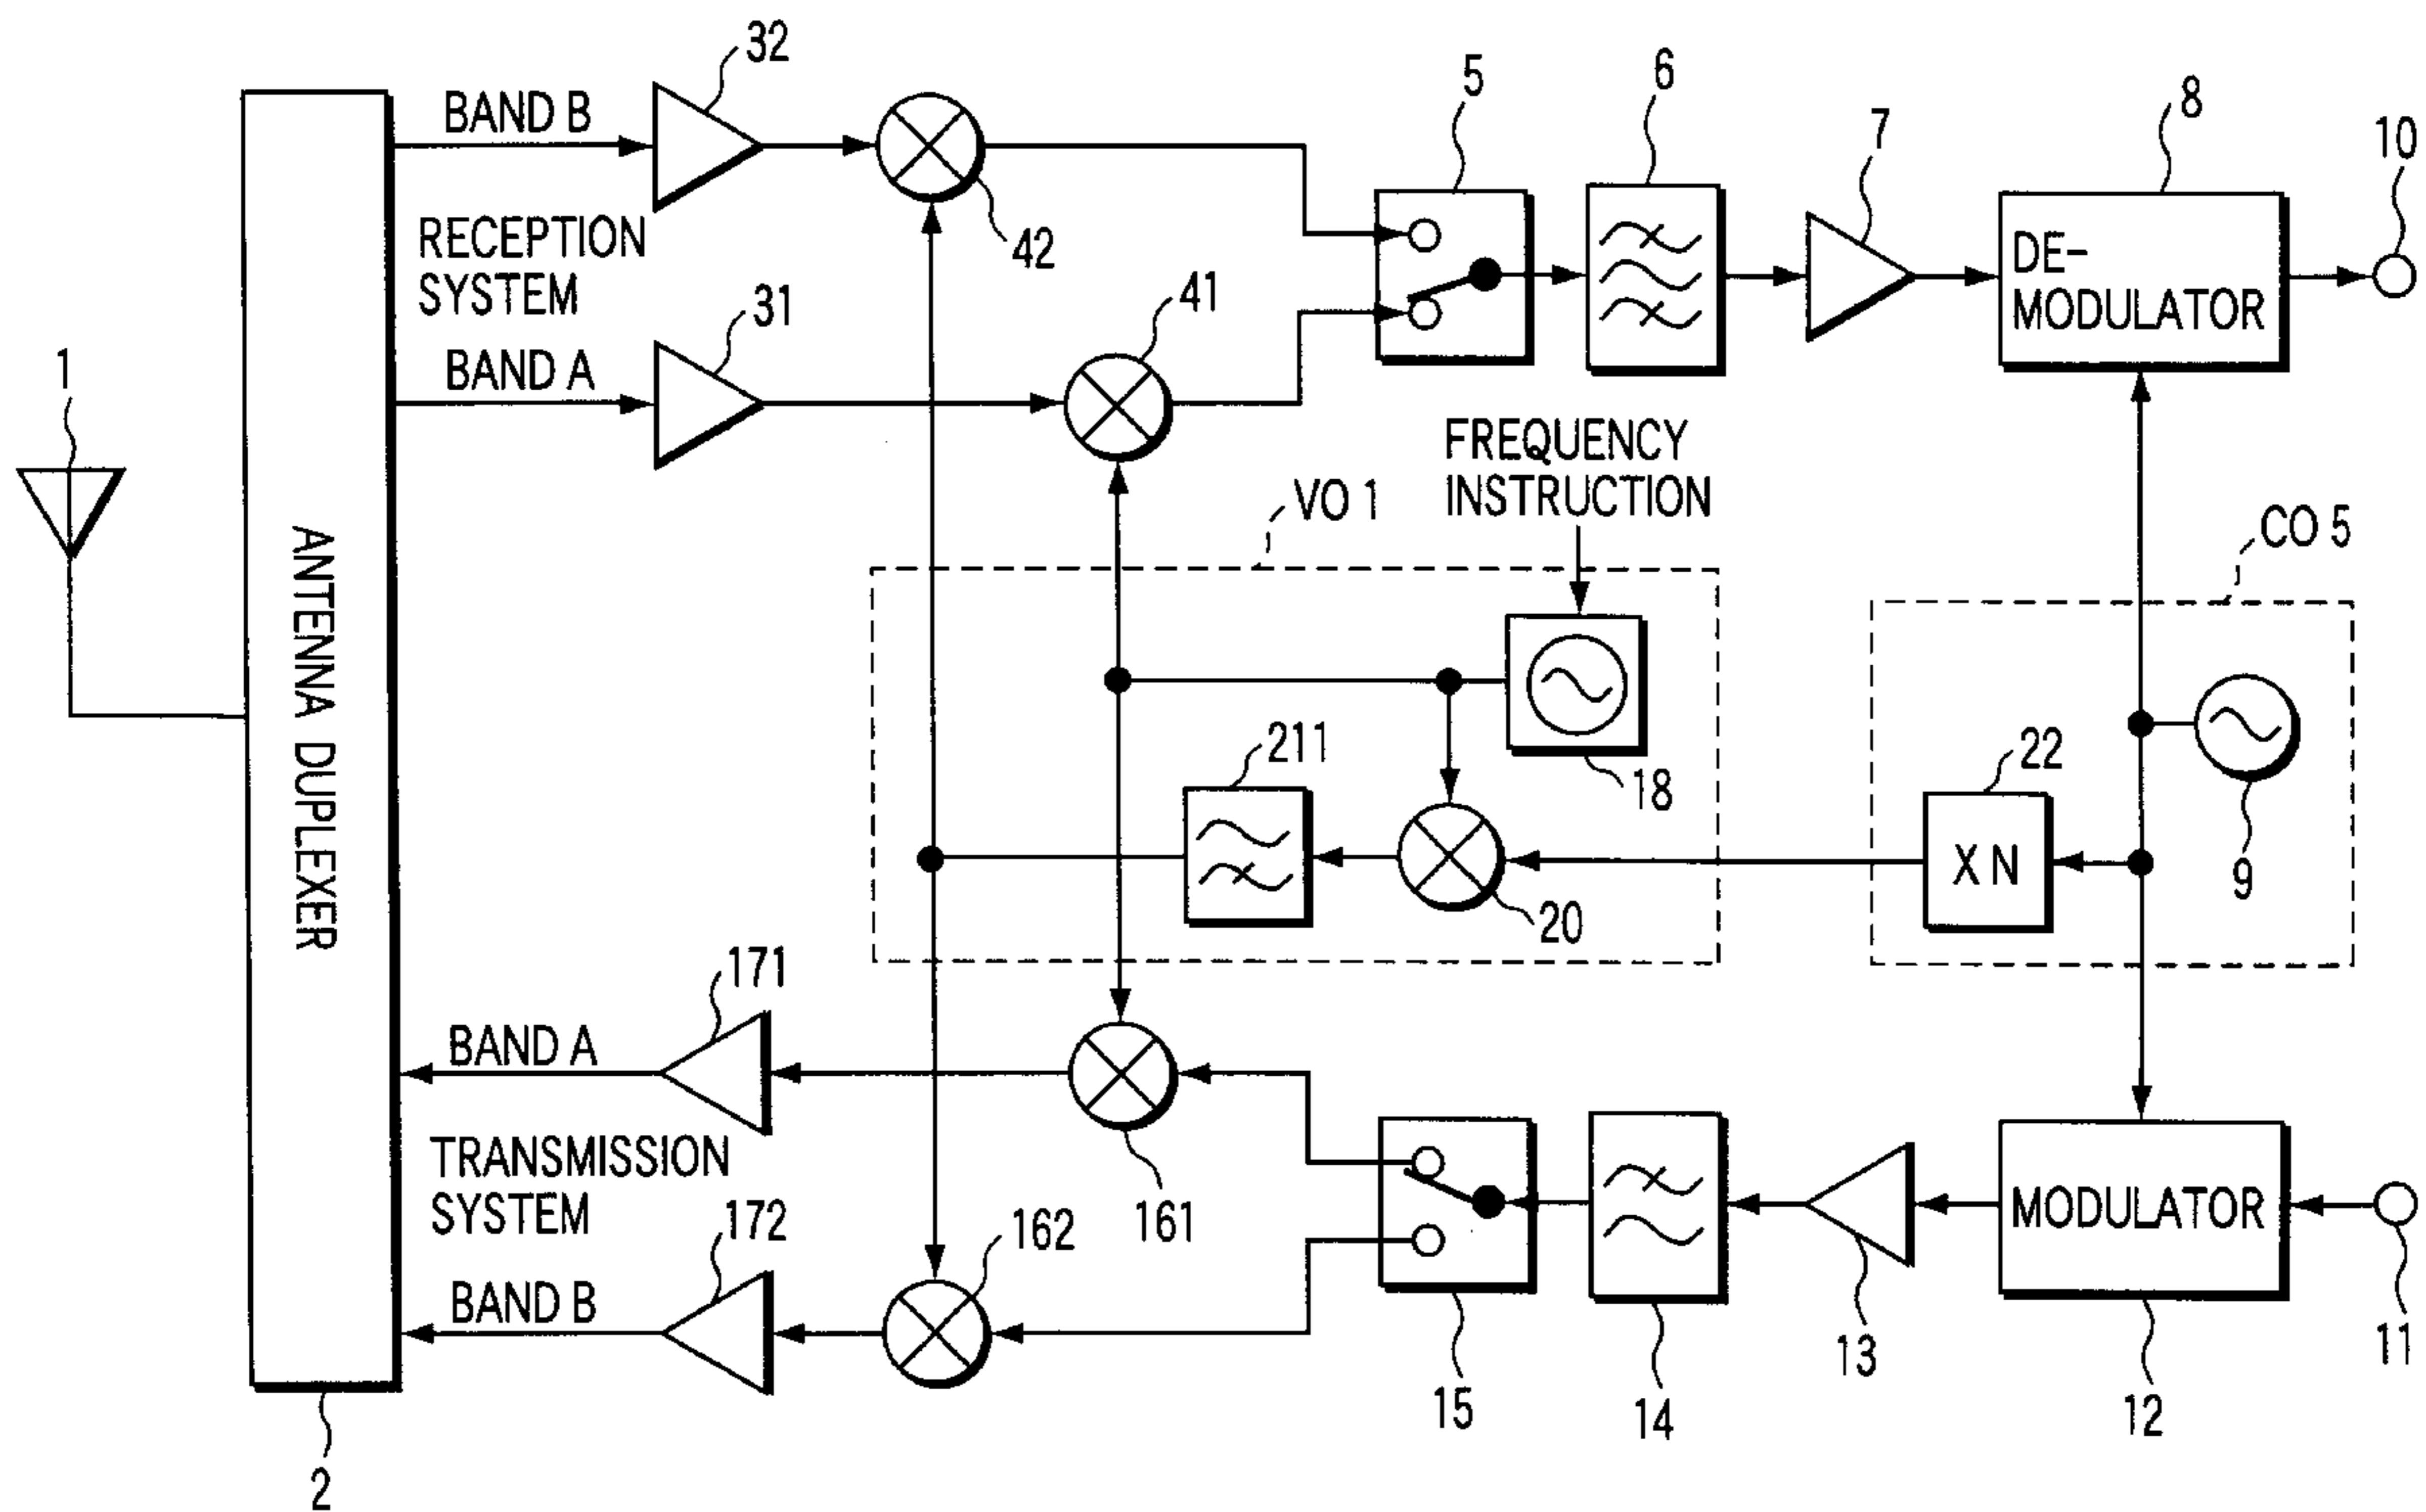 32
BAND B
5
6
7
8
10
RECEPTION
SYSTEM
42
DE-
MODULATOR
31
41
1
BAND A
FREQUENCY
INSTRUCTION
VO 1
CO 5
ANTENNA DUPLEXER
211
18
22
X N
9
20
171
BAND A
TRANSMISSION
SYSTEM
161
MODULATOR
172
162
BAND B
13
11
15
14
12
2